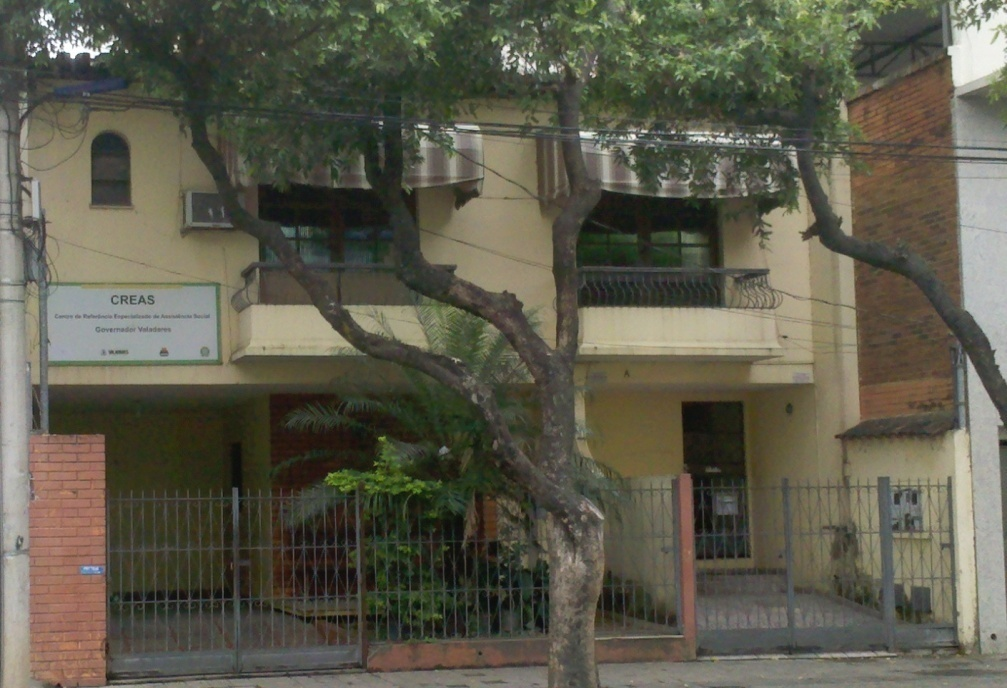 CREAS
Centro de Referência Especializado de Assistência Social
Governador Valadares